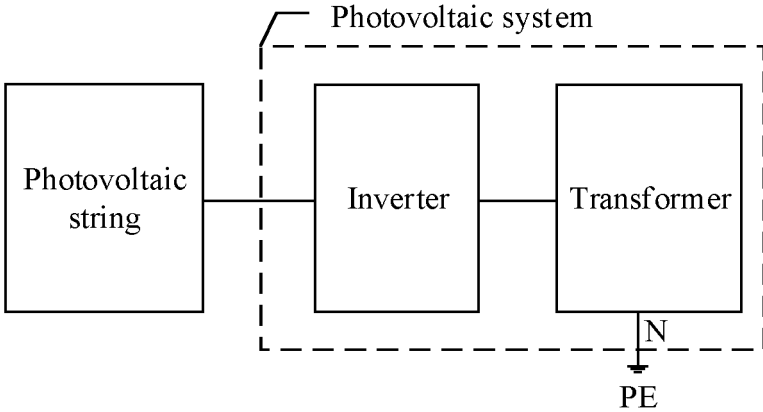 Photovoltaic system
Photovoltaic
string
Inverter
Transformer
N
PE